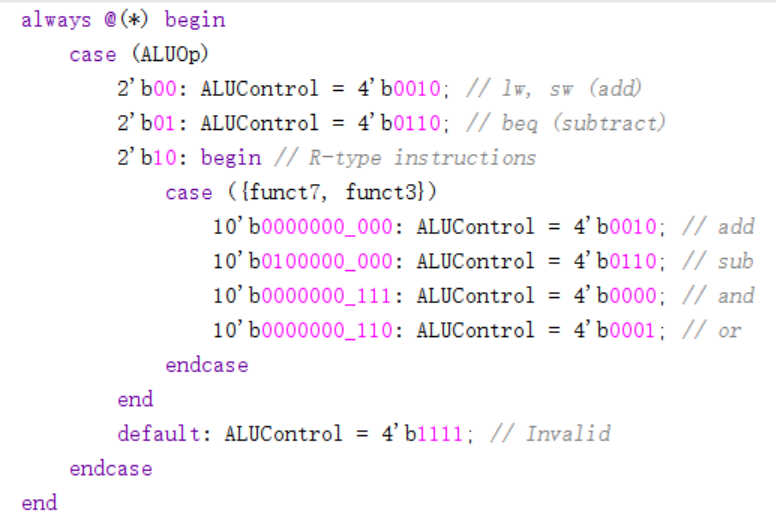 always @(*) begin
case (ALUOp)
2'b00: ALUControl = 4'b0010; // lw, sw (add)
2'b01: ALUControl = 4'b0110; // beq (subtract)
2'b10: begin // R-type instructions
case ({funct7, funct3})
10'b0000000_000: ALUControl = 4'b0010; // add
10'b0100000_000: ALUControl = 4'b0110; // sub
10'b0000000_111: ALUControl = 4'b0000; // and
10'b0000000_110: ALUControl = 4'b0001; // or
endcase
end
default: ALUControl = 4'b1111; // Invalid
endcase
end